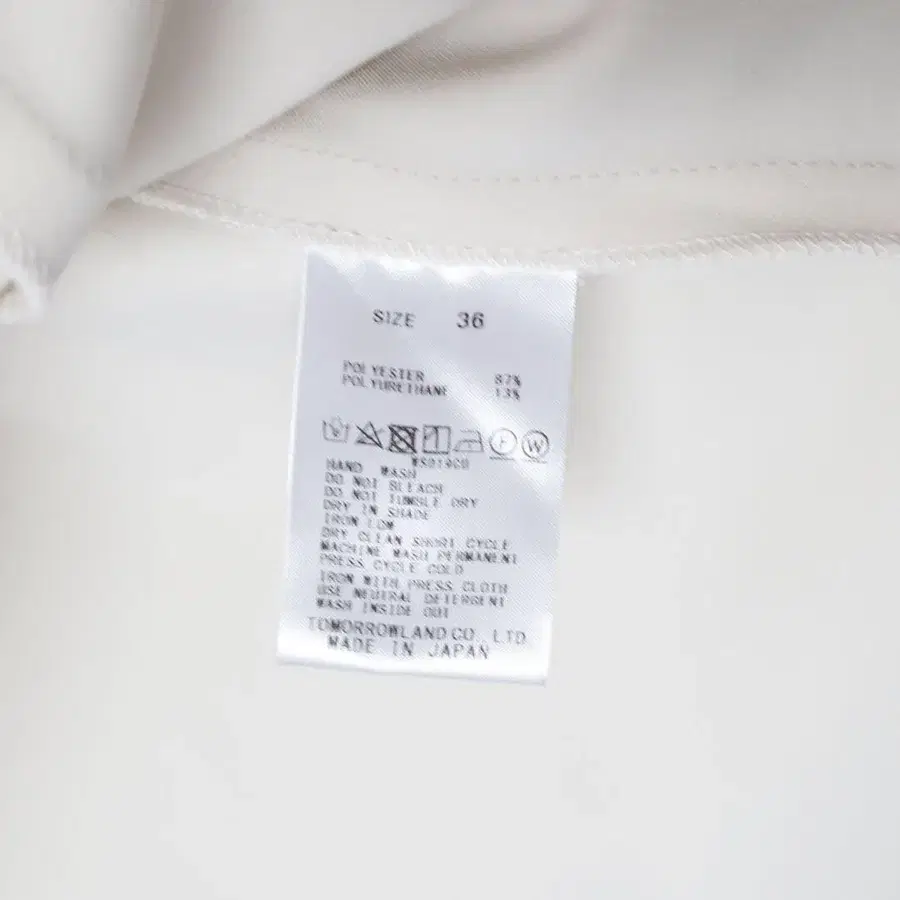 SIZE 36
POLYESTER 87%
POLYURETHANE 13%
F W
HAND WASH
DO NOT BLEACH
DO NOT TUMBLE DRY
DRY IN SHADE
IRON LOW
DRY CLEAN SHORT CYCLE
MACHINE WASH PERMANENT
PRESS CYCLE COLD
IRON WITH PRESS CLOTH
USE NEUTRAL DETERGENT
WASH INSIDE OUT
TOMORROWLAND CO., LTD.
MADE IN JAPAN